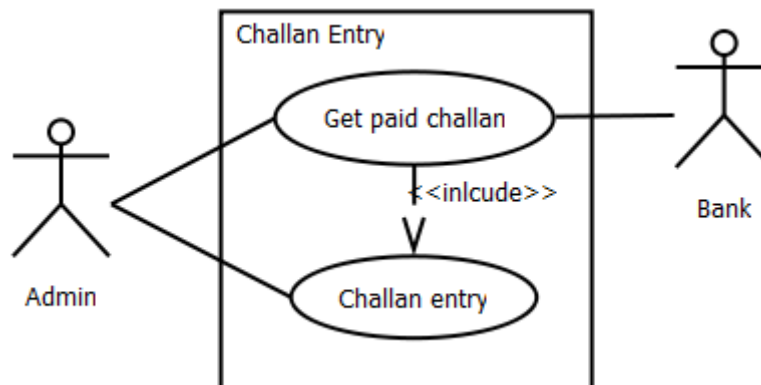 Challan Entry
Get paid challan
<<inlcude>>
Bank
Admin
Challan entry